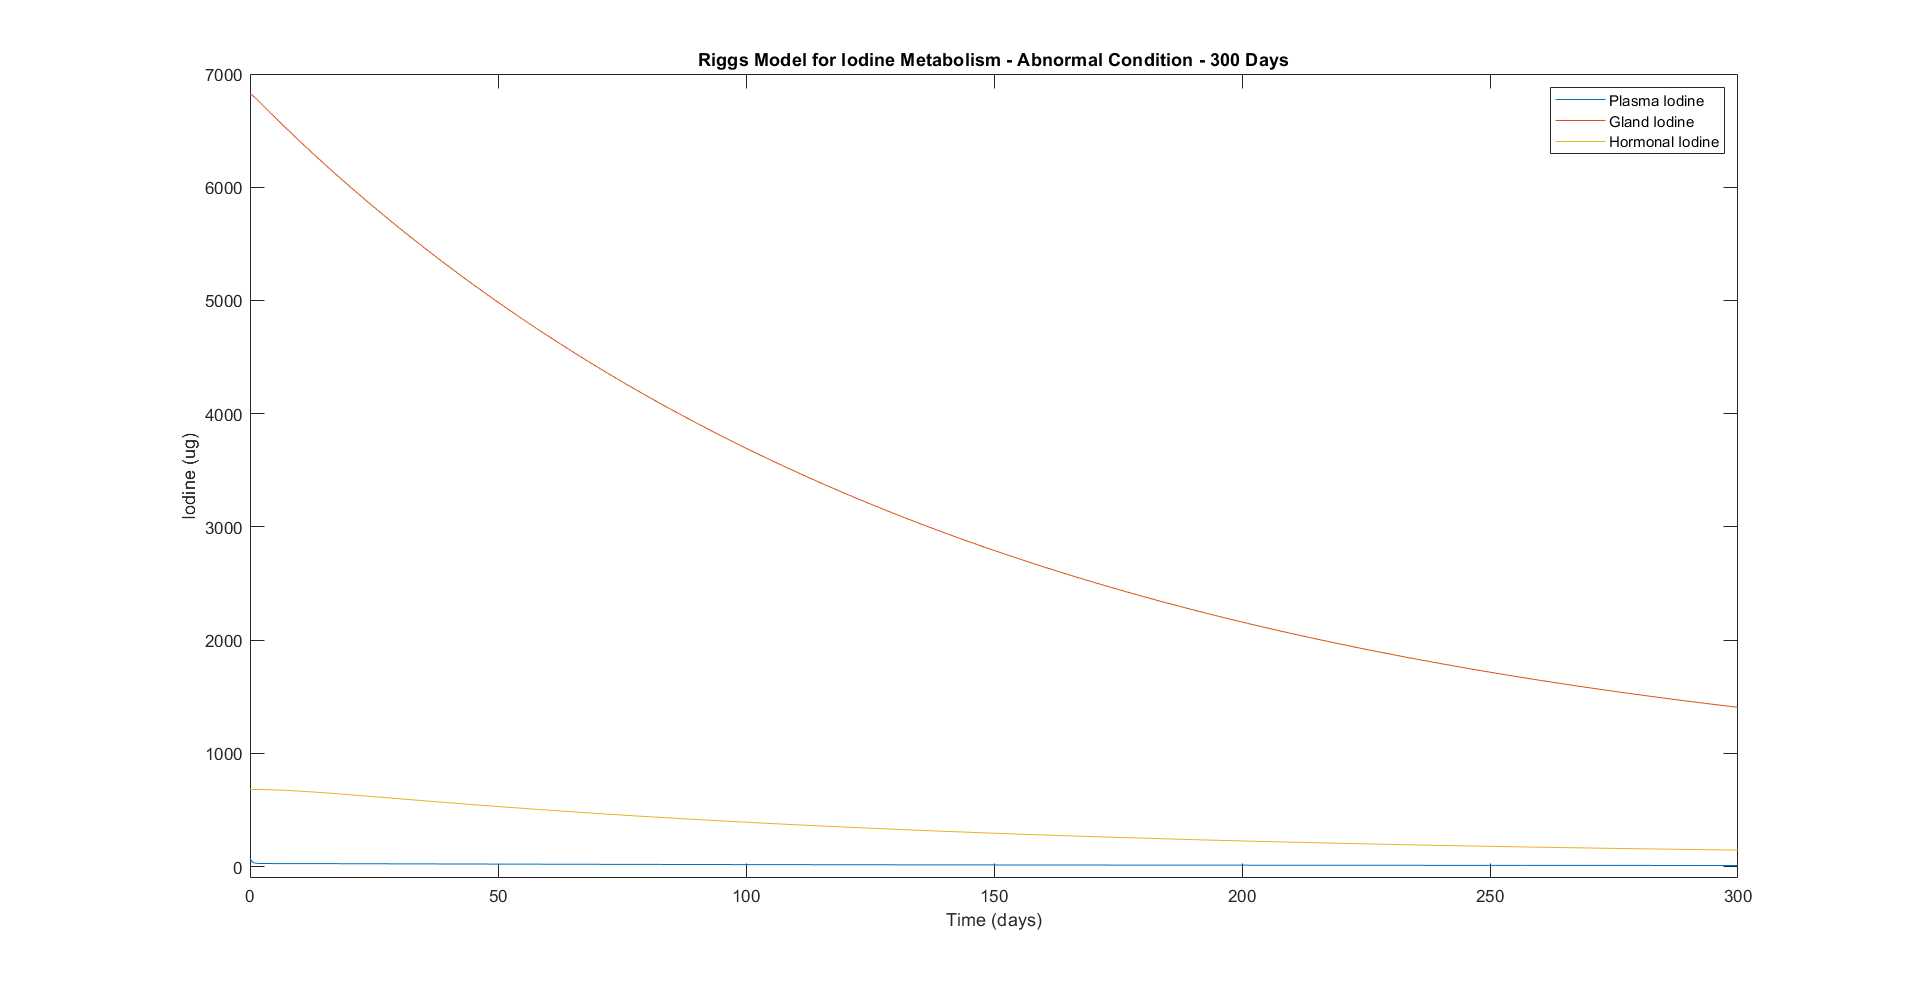 Riggs Model for Iodine Metabolism - Abnormal Condition - 300 Days
7000
6000
5000
4000
3000
2000
1000
0
Iodine (ug)
Plasma Iodine
Gland Iodine
Hormonal Iodine
0 50 100 150 200 250 300
Time (days)